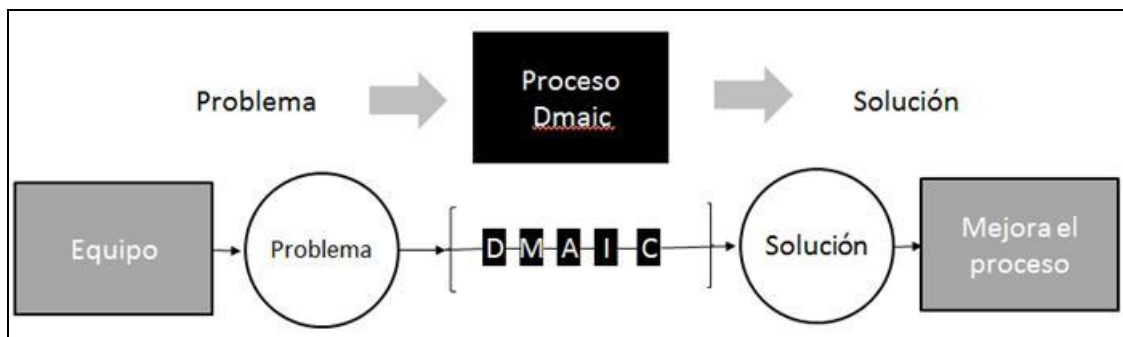 Problema
Proceso
Dmaic
Solución
Equipo
Problema
D M A I C
Solución
Mejora el
proceso